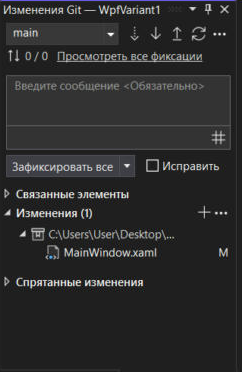 Изменения Git — WpfVariant1
main
0 / 0 Просмотреть все фиксации
Введите сообщение <Обязательно>
#
Зафиксировать все Исправить
Связанные элементы
Изменения (1)
C:\Users\User\Desktop\...
MainWindow.xaml M
Спрятанные изменения